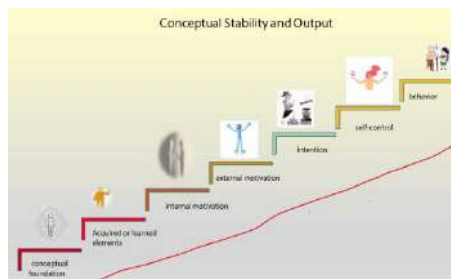 Conceptual Stability and Output
behavior
self-control
intention
external motivation
internal motivation
Acquired or learned
elements
conceptual
foundation